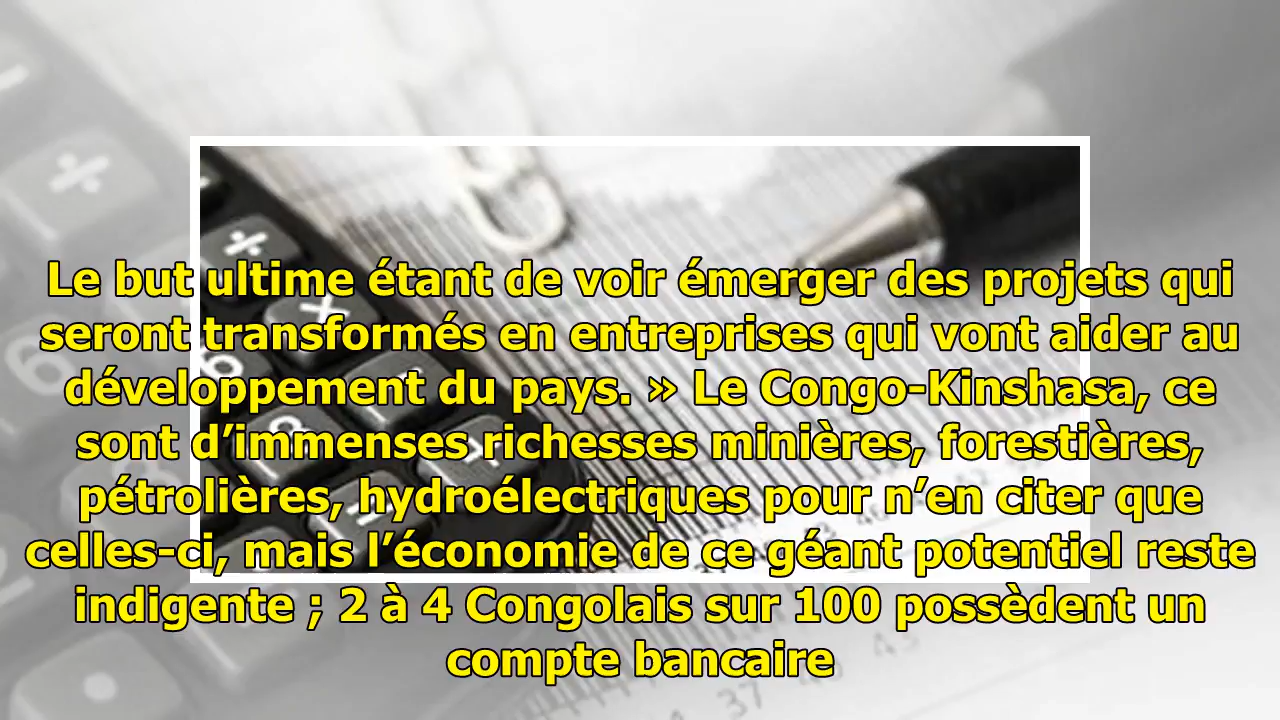 Le but ultime étant de voir émerger des projets qui
seront transformés en entreprises qui vont aider au
développement du pays. » Le Congo-Kinshasa, ce
sont d’immenses richesses minières, forestières,
pétrolières, hydroélectriques pour n’en citer que
celles-ci, mais l’économie de ce géant potentiel reste
indigente ; 2 à 4 Congolais sur 100 possèdent un
compte bancaire